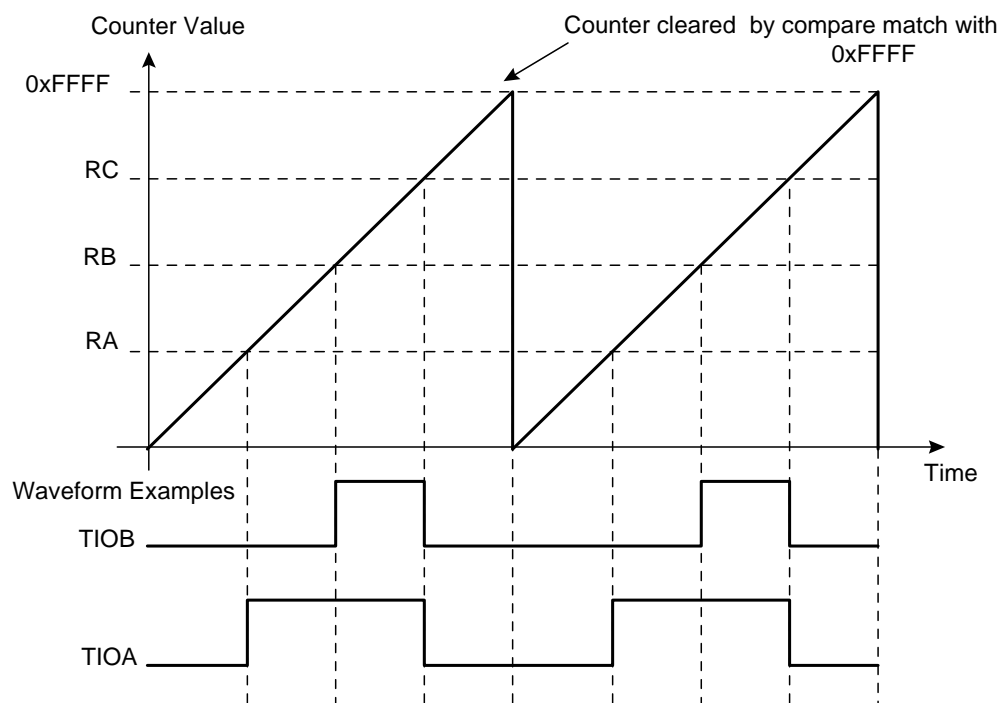 Counter Value
Counter cleared by compare match with
0xFFFF
0xFFFF
RC
RB
RA
Time
Waveform Examples
TIOB
TIOA